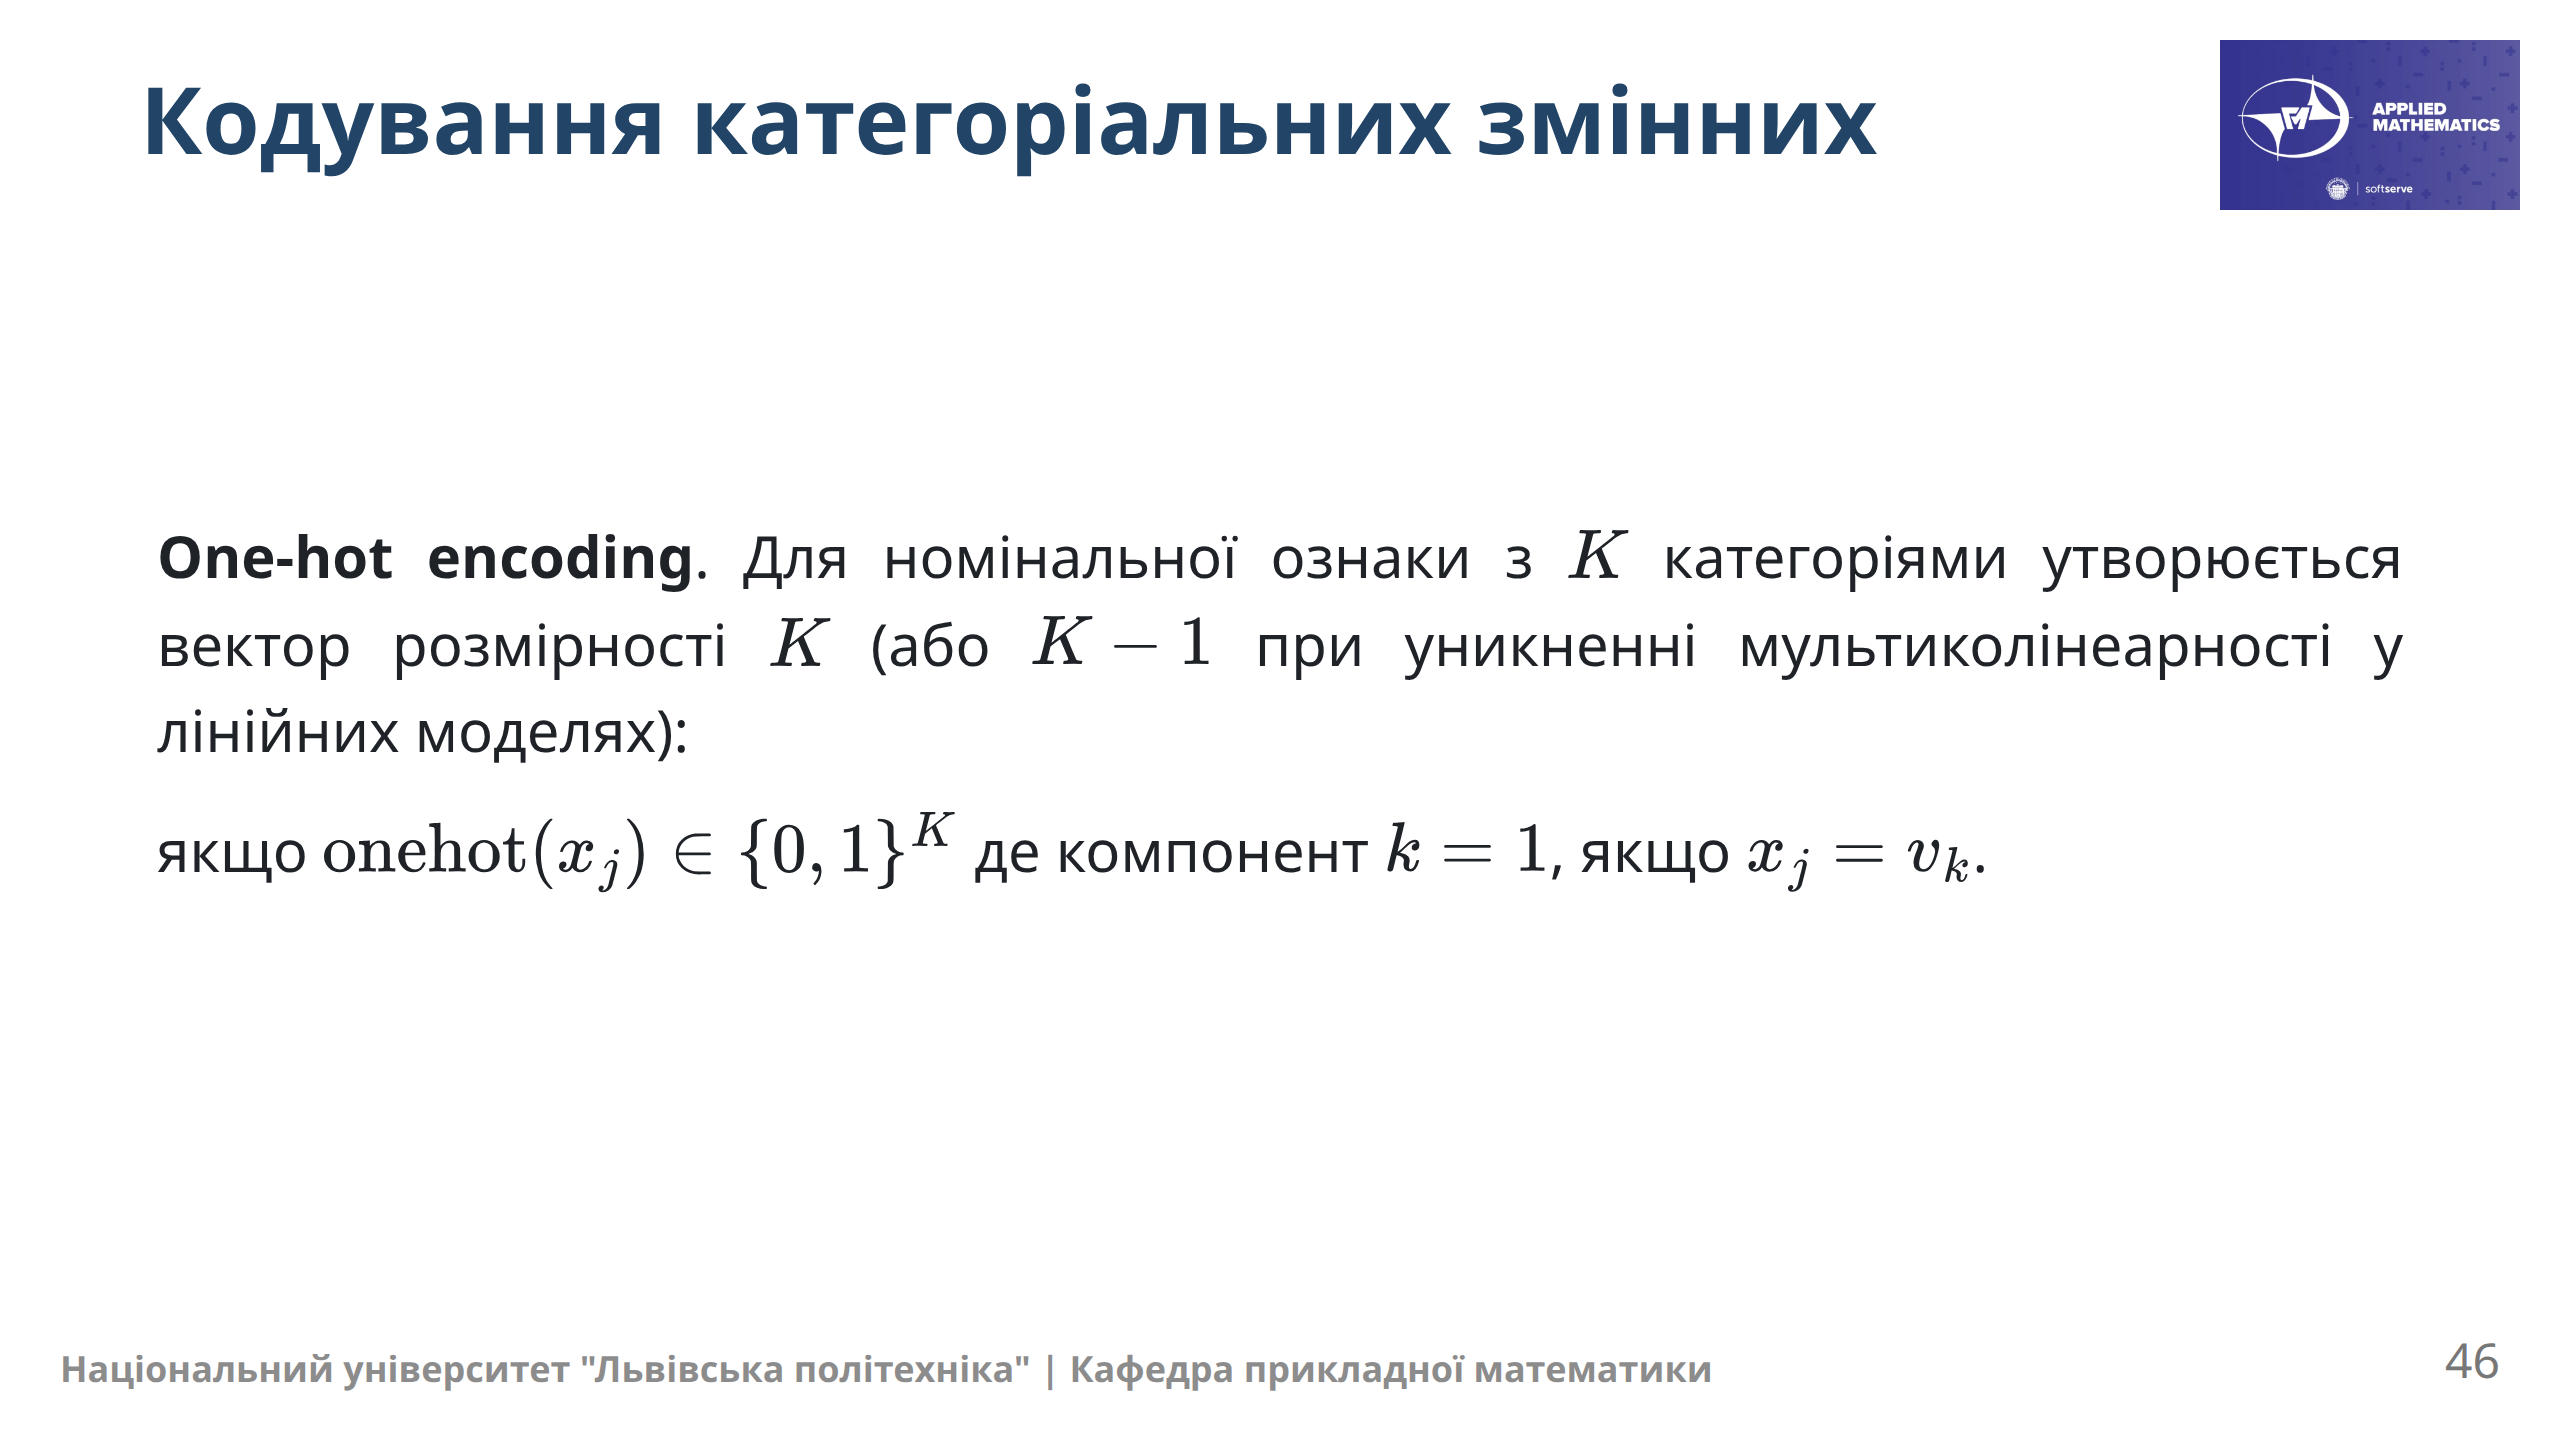 Кодування категоріальних змінних
APPLIED
MATHEMATICS
softserve
One-hot encoding. Для номінальної ознаки з K категоріями утворюється
вектор розмірності K (або K − 1 при уникненні мультиколінеарності у
лінійних моделях):
якщо onehot(x_j) ∈ {0, 1}^K де компонент k = 1, якщо x_j = v_k.
Національний університет "Львівська політехніка" | Кафедра прикладної математики
46